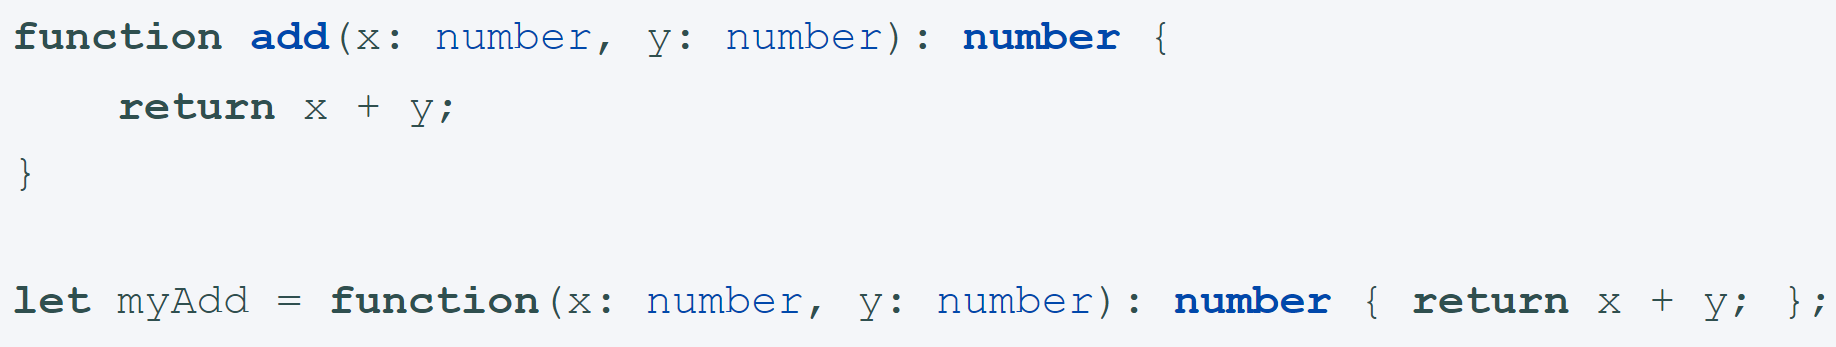 function add(x: number, y: number): number {
    return x + y;
}
let myAdd = function(x: number, y: number): number { return x + y; };